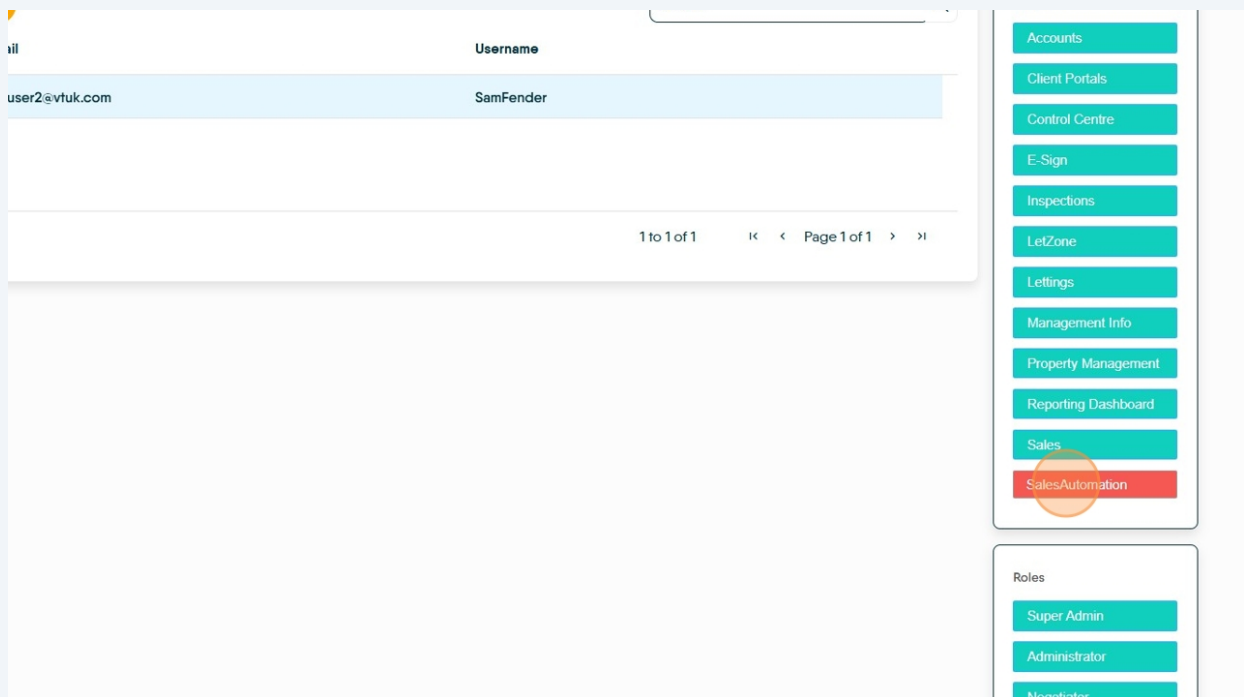 ail
Username
user2@vtuk.com
SamFender
1 to 1 of 1
Page 1 of 1
Accounts
Client Portals
Control Centre
E-Sign
Inspections
LetZone
Lettings
Management Info
Property Management
Reporting Dashboard
Sales
SalesAutomation
Roles
Super Admin
Administrator
Negotiator